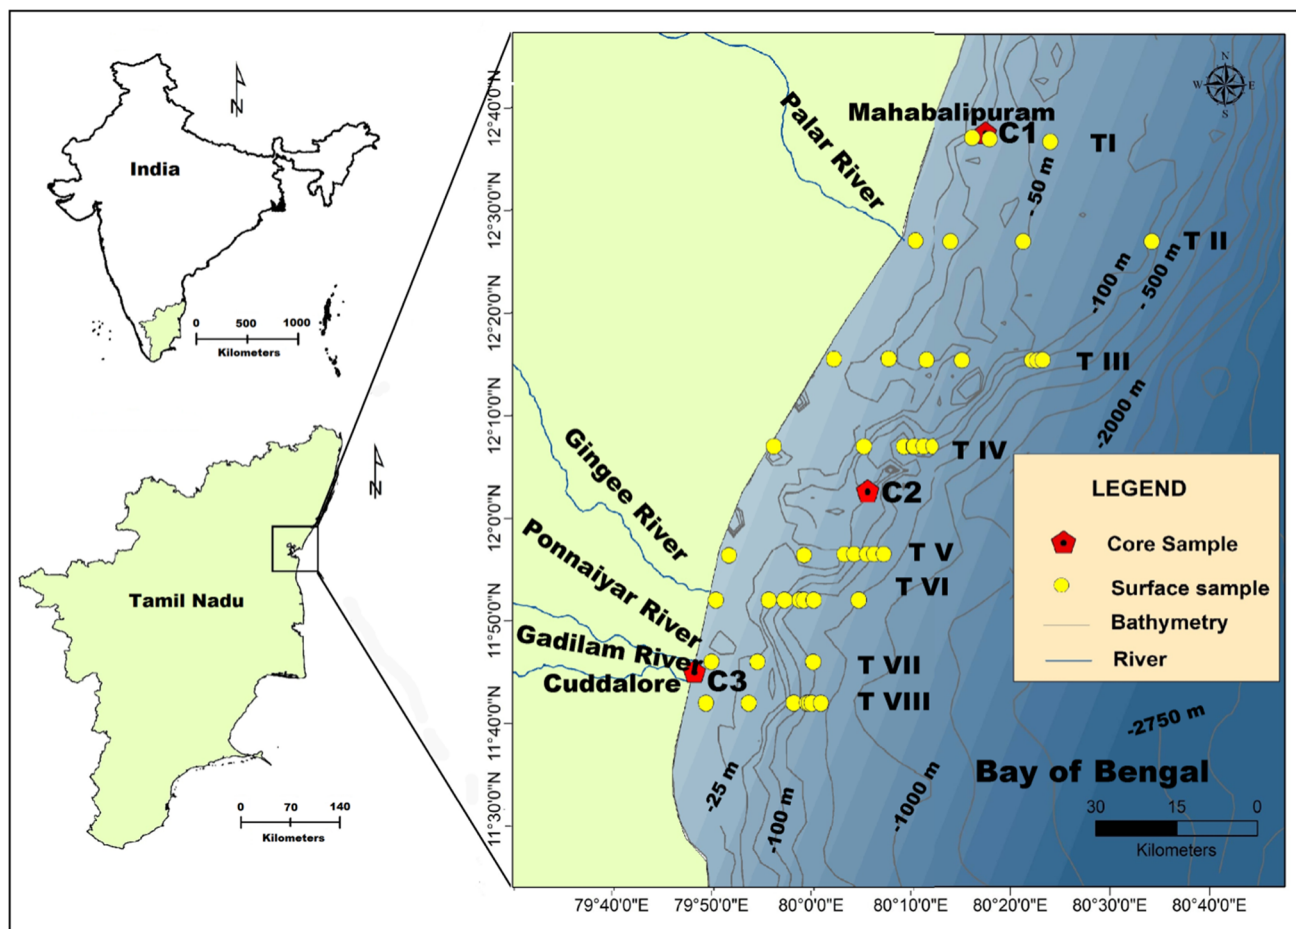 N
India
0 500 1000
Kilometers
N
Tamil Nadu
0 70 140
Kilometers
12°40'0"N
12°30'0"N
12°20'0"N
12°10'0"N
12°0'0"N
11°50'0"N
11°40'0"N
11°30'0"N
N
W E
S
Mahabalipuram
C1
TI
Palar River
-50 m
T II
-100 m
-500 m
T III
-2000 m
T IV
Gingee River
C2
T V
T VI
Ponnaiyar River
Gadilam River
T VII
Cuddalore
C3
T VIII
LEGEND
Core Sample
Surface sample
Bathymetry
River
-2750 m
Bay of Bengal
-25 m
-100 m
-1000 m
30 15 0
Kilometers
79°40'0"E 79°50'0"E 80°0'0"E 80°10'0"E 80°20'0"E 80°30'0"E 80°40'0"E